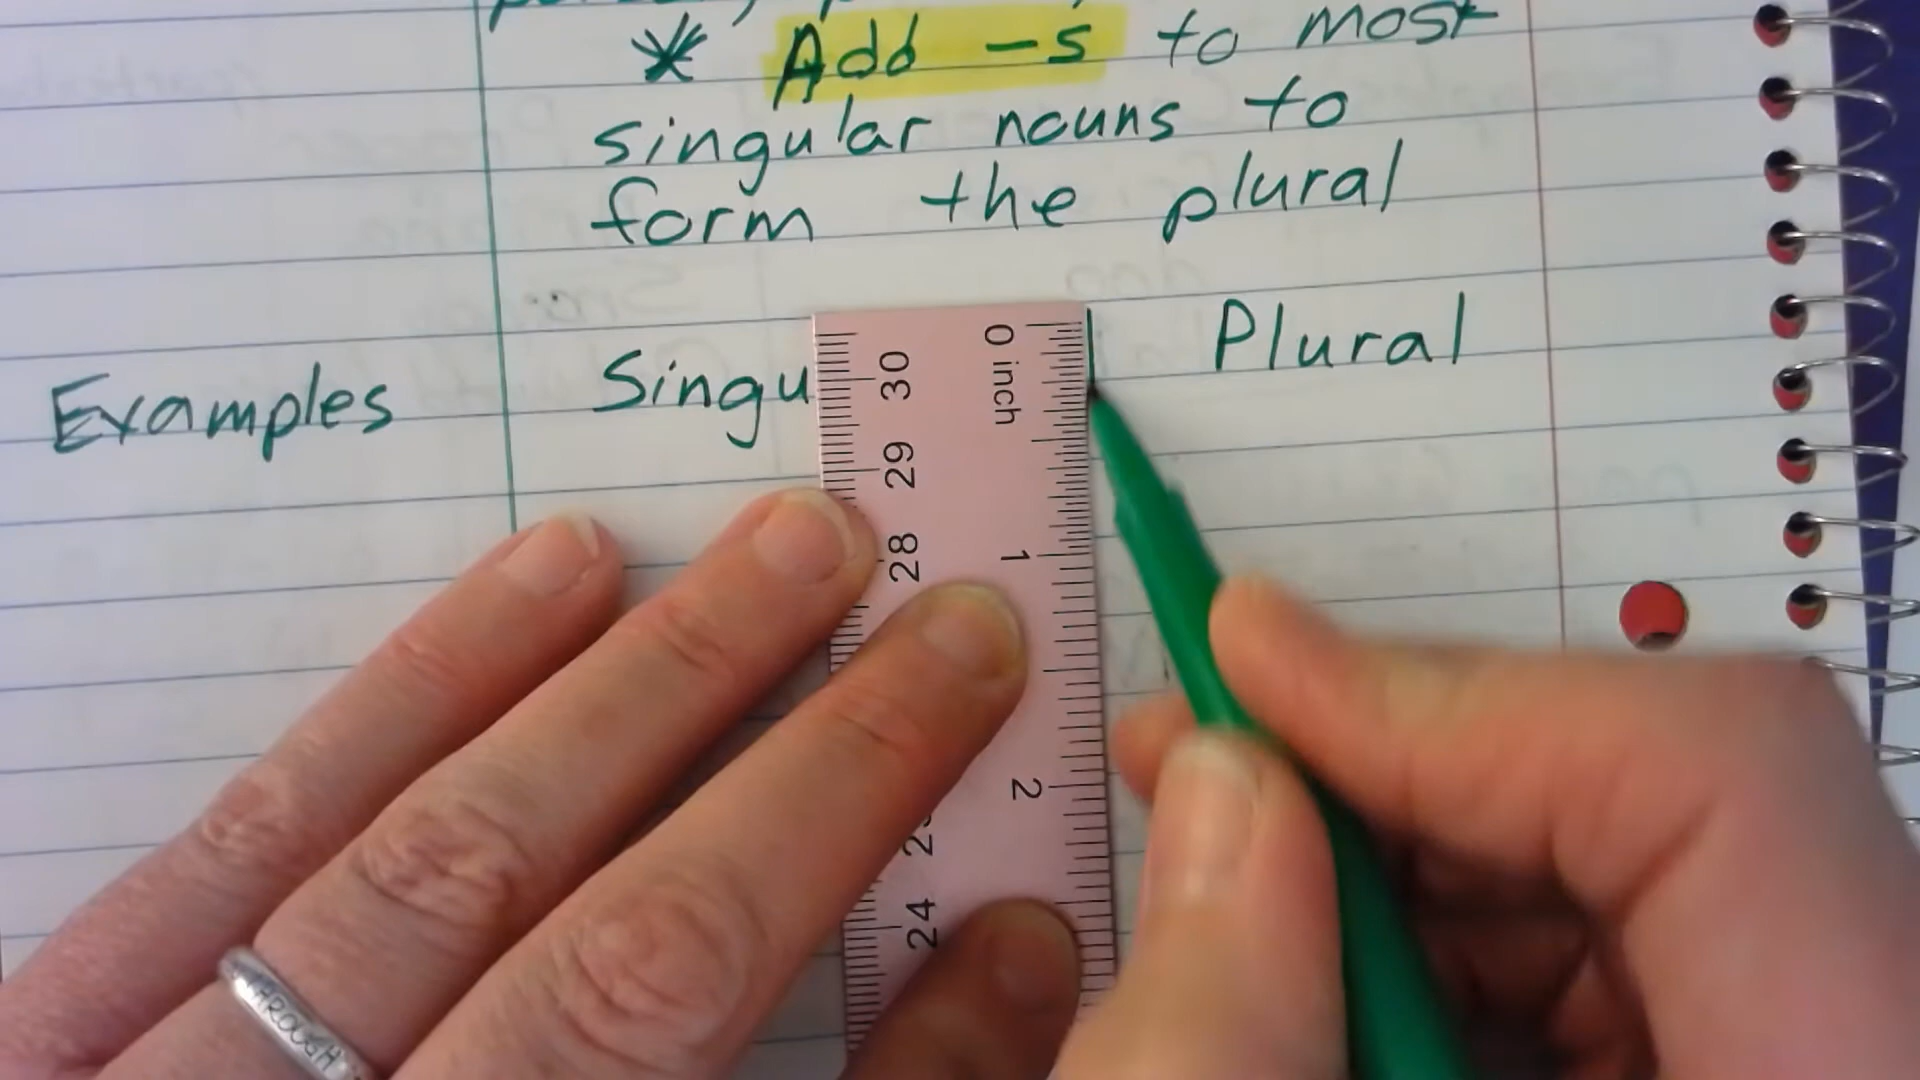 * Add -s to most
singular nouns to
form the plural
Examples Singu Plural
0 inch
1
2
30
29
28
24
HROUGH